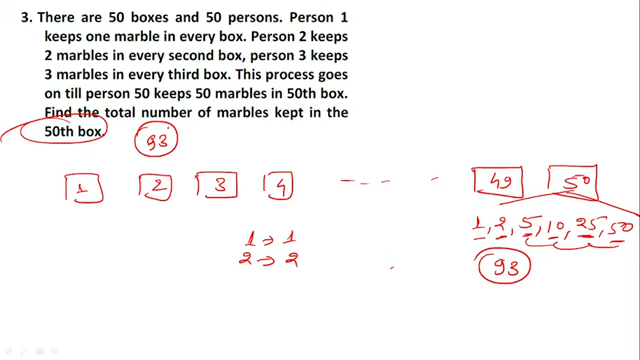 3. There are 50 boxes and 50 persons. Person 1
keeps one marble in every box. Person 2 keeps
2 marbles in every second box, person 3 keeps
3 marbles in every third box. This process goes
on till person 50 keeps 50 marbles in 50th box.
Find the total number of marbles kept in the
50th box.
93
1 2 3 4 - - - - 49 50
1, 2, 5, 10, 25, 50
1 → 1
2 → 2
93